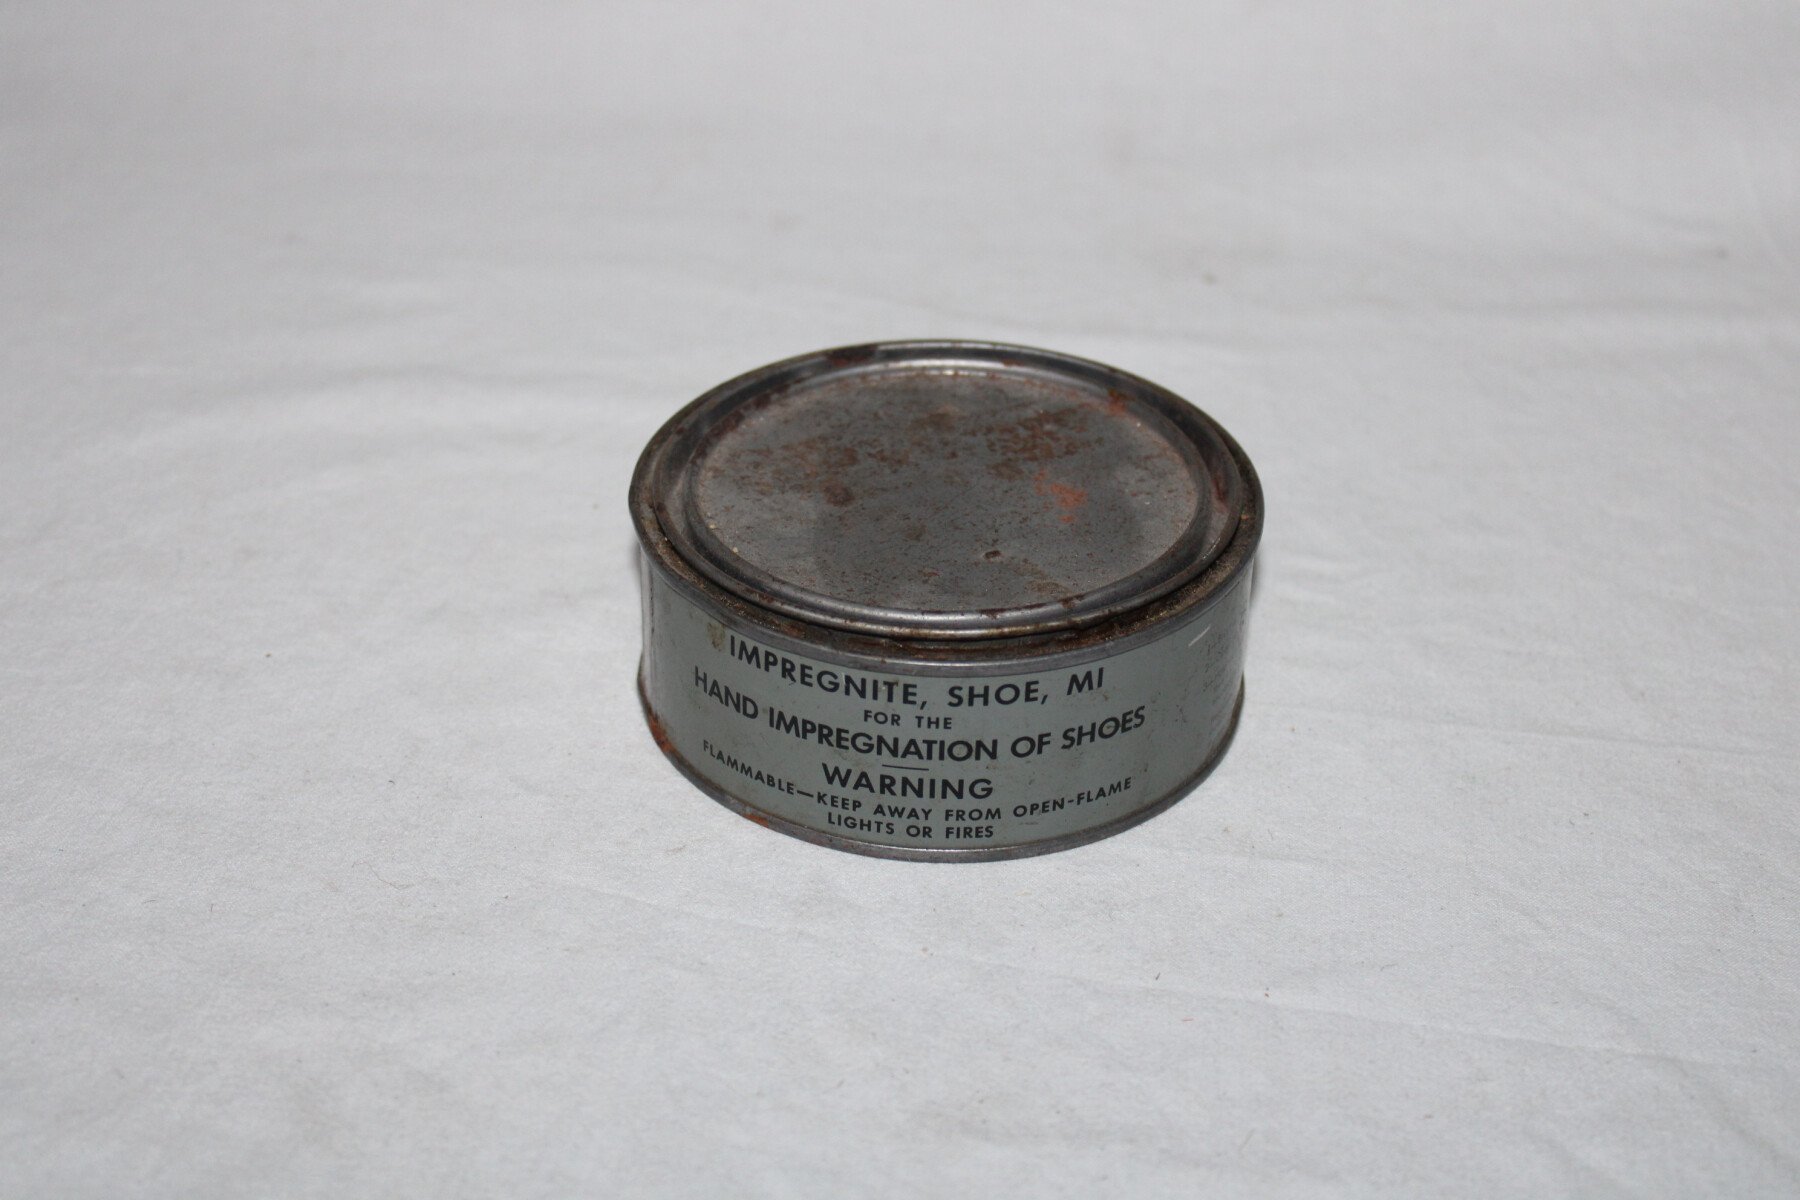 IMPREGNITE, SHOE, MI
FOR THE
HAND IMPREGNATION OF SHOES
WARNING
FLAMMABLE—KEEP AWAY FROM OPEN-FLAME
LIGHTS OR FIRES